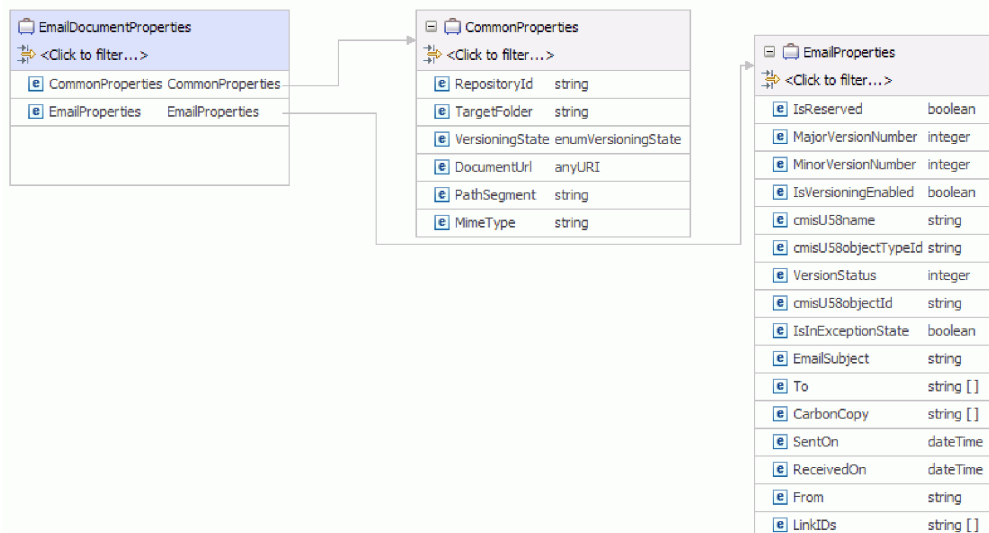 EmailDocumentProperties
<Click to filter...>
e CommonProperties CommonProperties
e EmailProperties EmailProperties
CommonProperties
<Click to filter...>
e RepositoryId string
e TargetFolder string
e VersioningState enumVersioningState
e DocumentUrl anyURI
e PathSegment string
e MimeType string
EmailProperties
<Click to filter...>
e IsReserved boolean
e MajorVersionNumber integer
e MinorVersionNumber integer
e IsVersioningEnabled boolean
e cmisU58name string
e cmisU58objectTypeId string
e VersionStatus integer
e cmisU58objectId string
e IsInExceptionState boolean
e EmailSubject string
e To string []
e CarbonCopy string []
e SentOn dateTime
e ReceivedOn dateTime
e From string
e LinkIDs string []